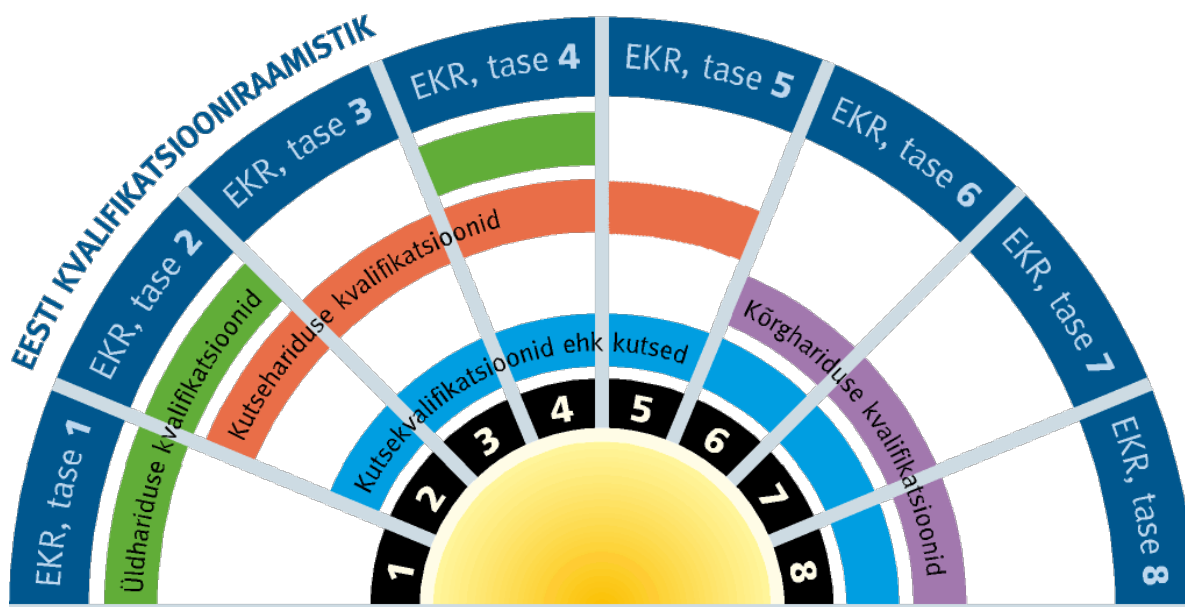 EESTI KVALIFIKATSIOONIRAAMISTIK
EKR, tase 1
EKR, tase 2
EKR, tase 3
EKR, tase 4
EKR, tase 5
EKR, tase 6
EKR, tase 7
EKR, tase 8
Üldhariduse kvalifikatsioonid
Kutsehariduse kvalifikatsioonid
Kutsekvalifikatsioonid ehk kutsed
Kõrghariduse kvalifikatsioonid
1
2
3
4
5
6
7
8